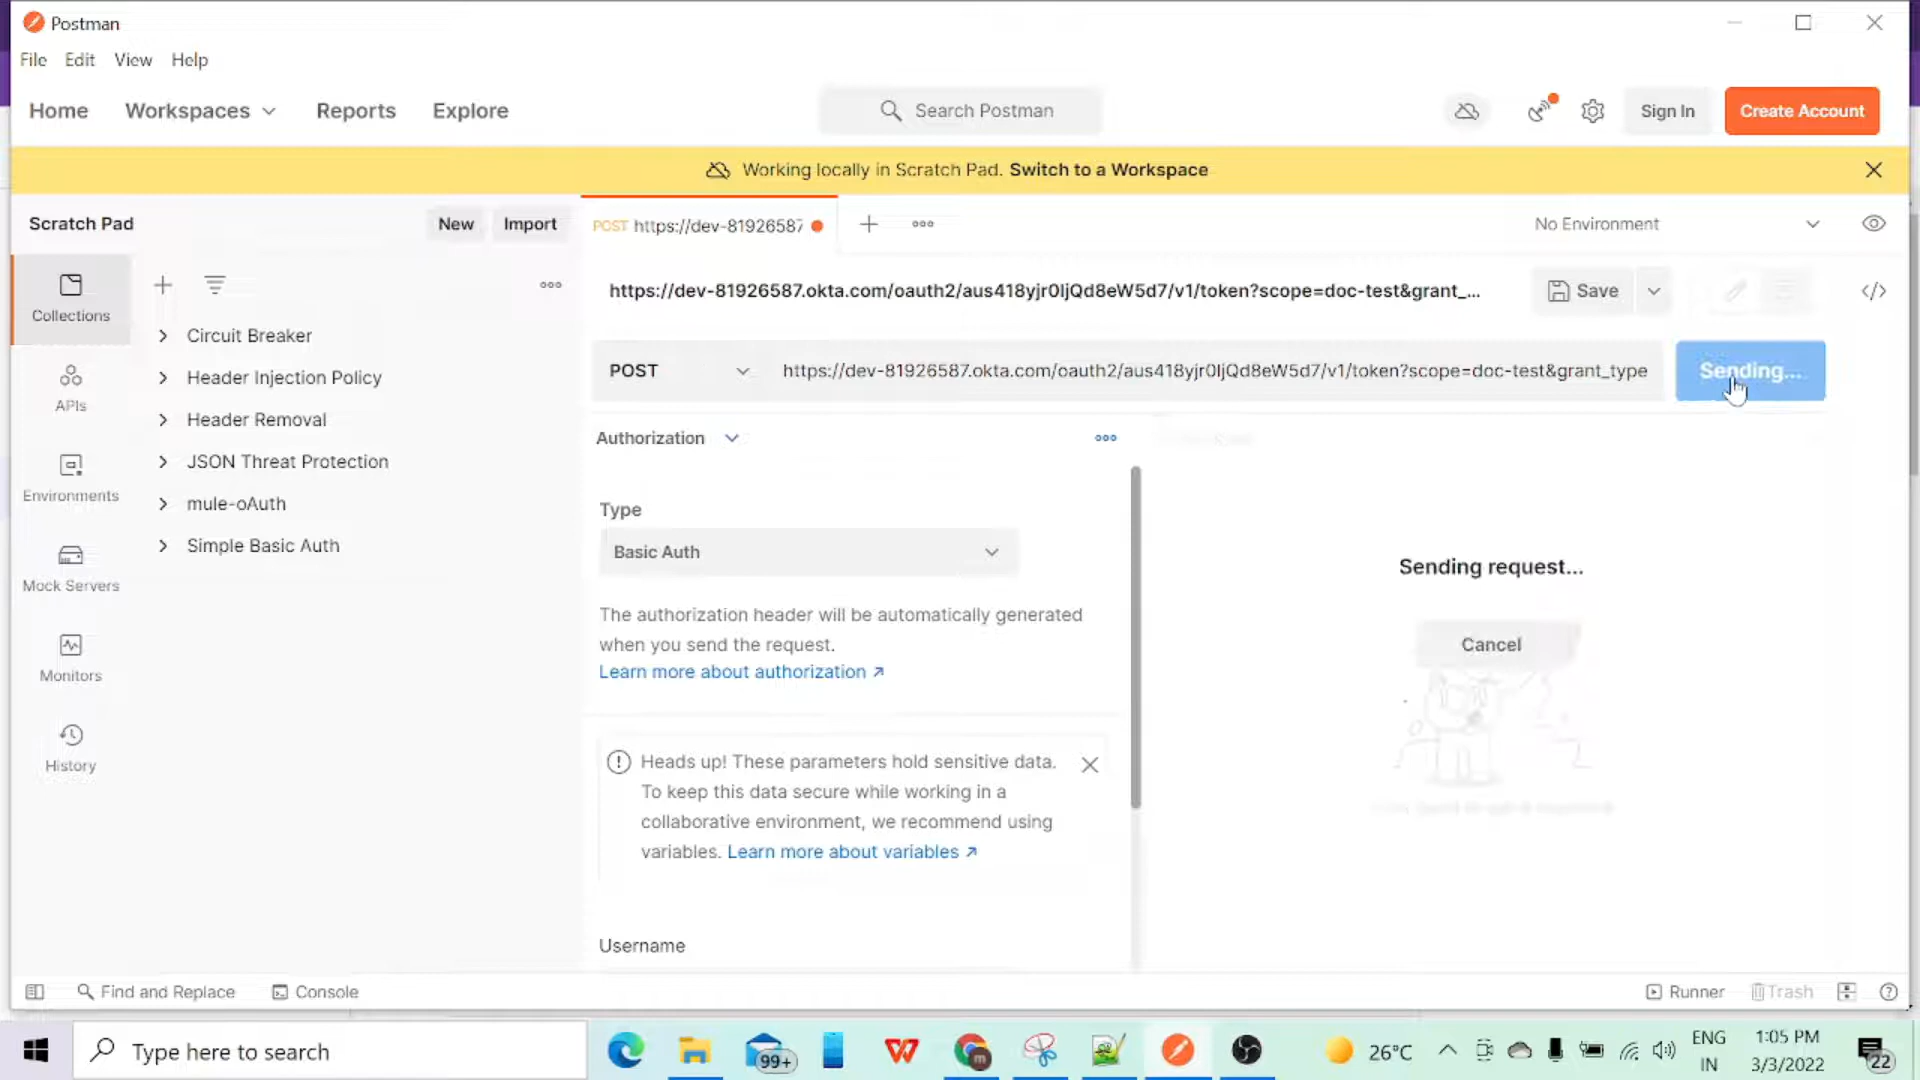 Postman
File Edit View Help
Home Workspaces Reports Explore Search Postman Sign In Create Account
Working locally in Scratch Pad. Switch to a Workspace
Scratch Pad New Import POST https://dev-81926587 No Environment
https://dev-81926587.okta.com/oauth2/aus418yjr0ljQd8eW5d7/v1/token?scope=doc-test&grant_... Save
Collections
APIs
Environments
Mock Servers
Monitors
History
Circuit Breaker
Header Injection Policy
Header Removal
JSON Threat Protection
mule-oAuth
Simple Basic Auth
POST https://dev-81926587.okta.com/oauth2/aus418yjr0ljQd8eW5d7/v1/token?scope=doc-test&grant_type Sending...
Authorization
Type
Basic Auth
The authorization header will be automatically generated
when you send the request.
Learn more about authorization ↗
Heads up! These parameters hold sensitive data.
To keep this data secure while working in a
collaborative environment, we recommend using
variables. Learn more about variables ↗
Username
Sending request...
Cancel
Find and Replace Console Runner Trash
Type here to search 99+ m 26°C ENG
IN
1:05 PM
3/3/2022
22